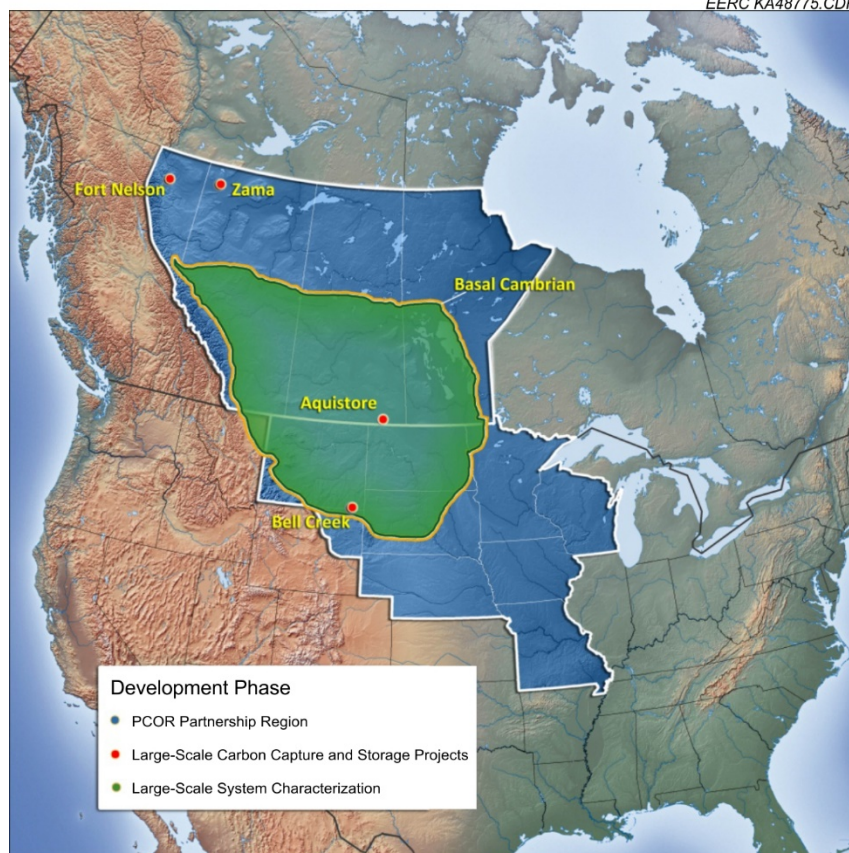 EERC KA48775.CDR
Fort Nelson
Zama
Basal Cambrian
Aquistore
Bell Creek
Development Phase
PCOR Partnership Region
Large-Scale Carbon Capture and Storage Projects
Large-Scale System Characterization